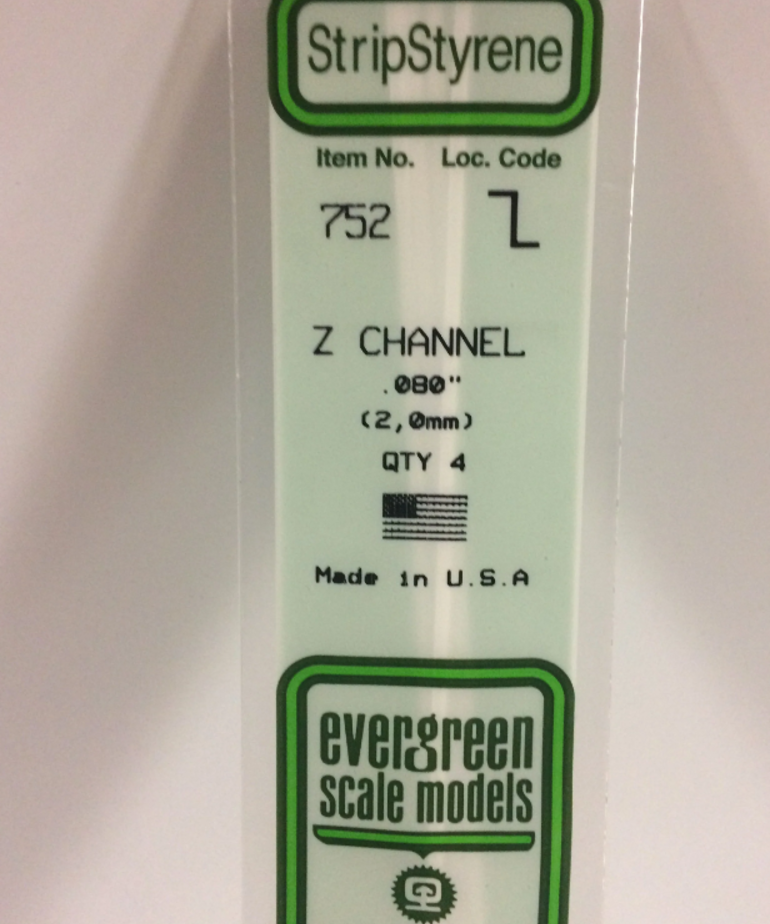 StripStyrene
Item No. Loc. Code
752
Z CHANNEL
.080"
(2,0mm)
QTY 4
Made in U.S.A
evergreen
scale models